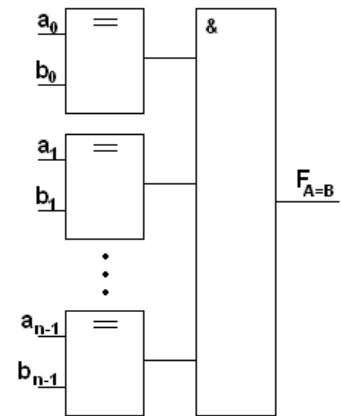 a0
=
&
b0
a1
=
b1
FA=B
an-1
=
bn-1